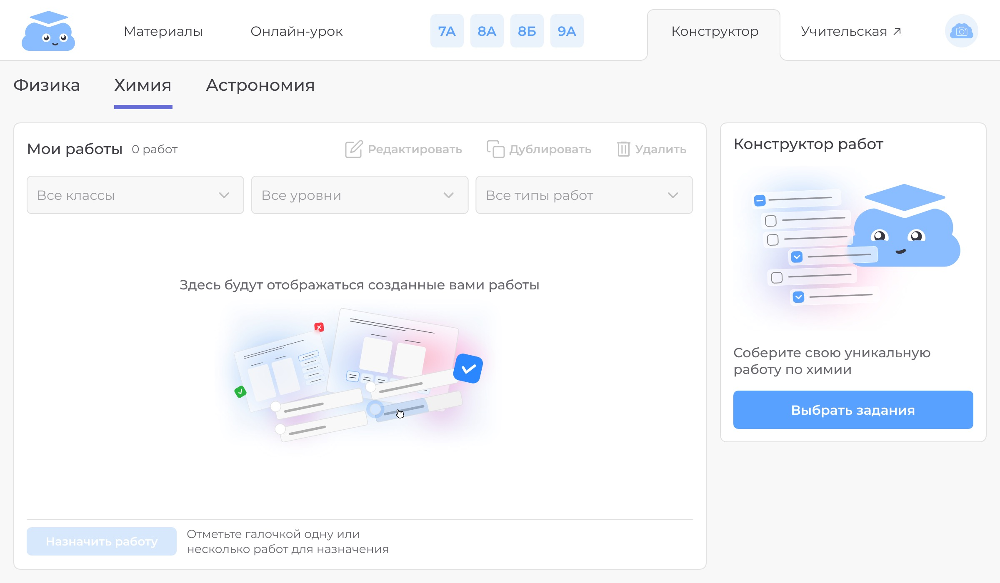 Материалы
Онлайн-урок
7А
8А
8Б
9А
Конструктор
Учительская
Физика
Химия
Астрономия
Мои работы 0 работ
Редактировать
Дублировать
Удалить
Все классы
Все уровни
Все типы работ
Здесь будут отображаться созданные вами работы
Назначить работу
Отметьте галочкой одну или
несколько работ для назначения
Конструктор работ
Соберите свою уникальную
работу по химии
Выбрать задания